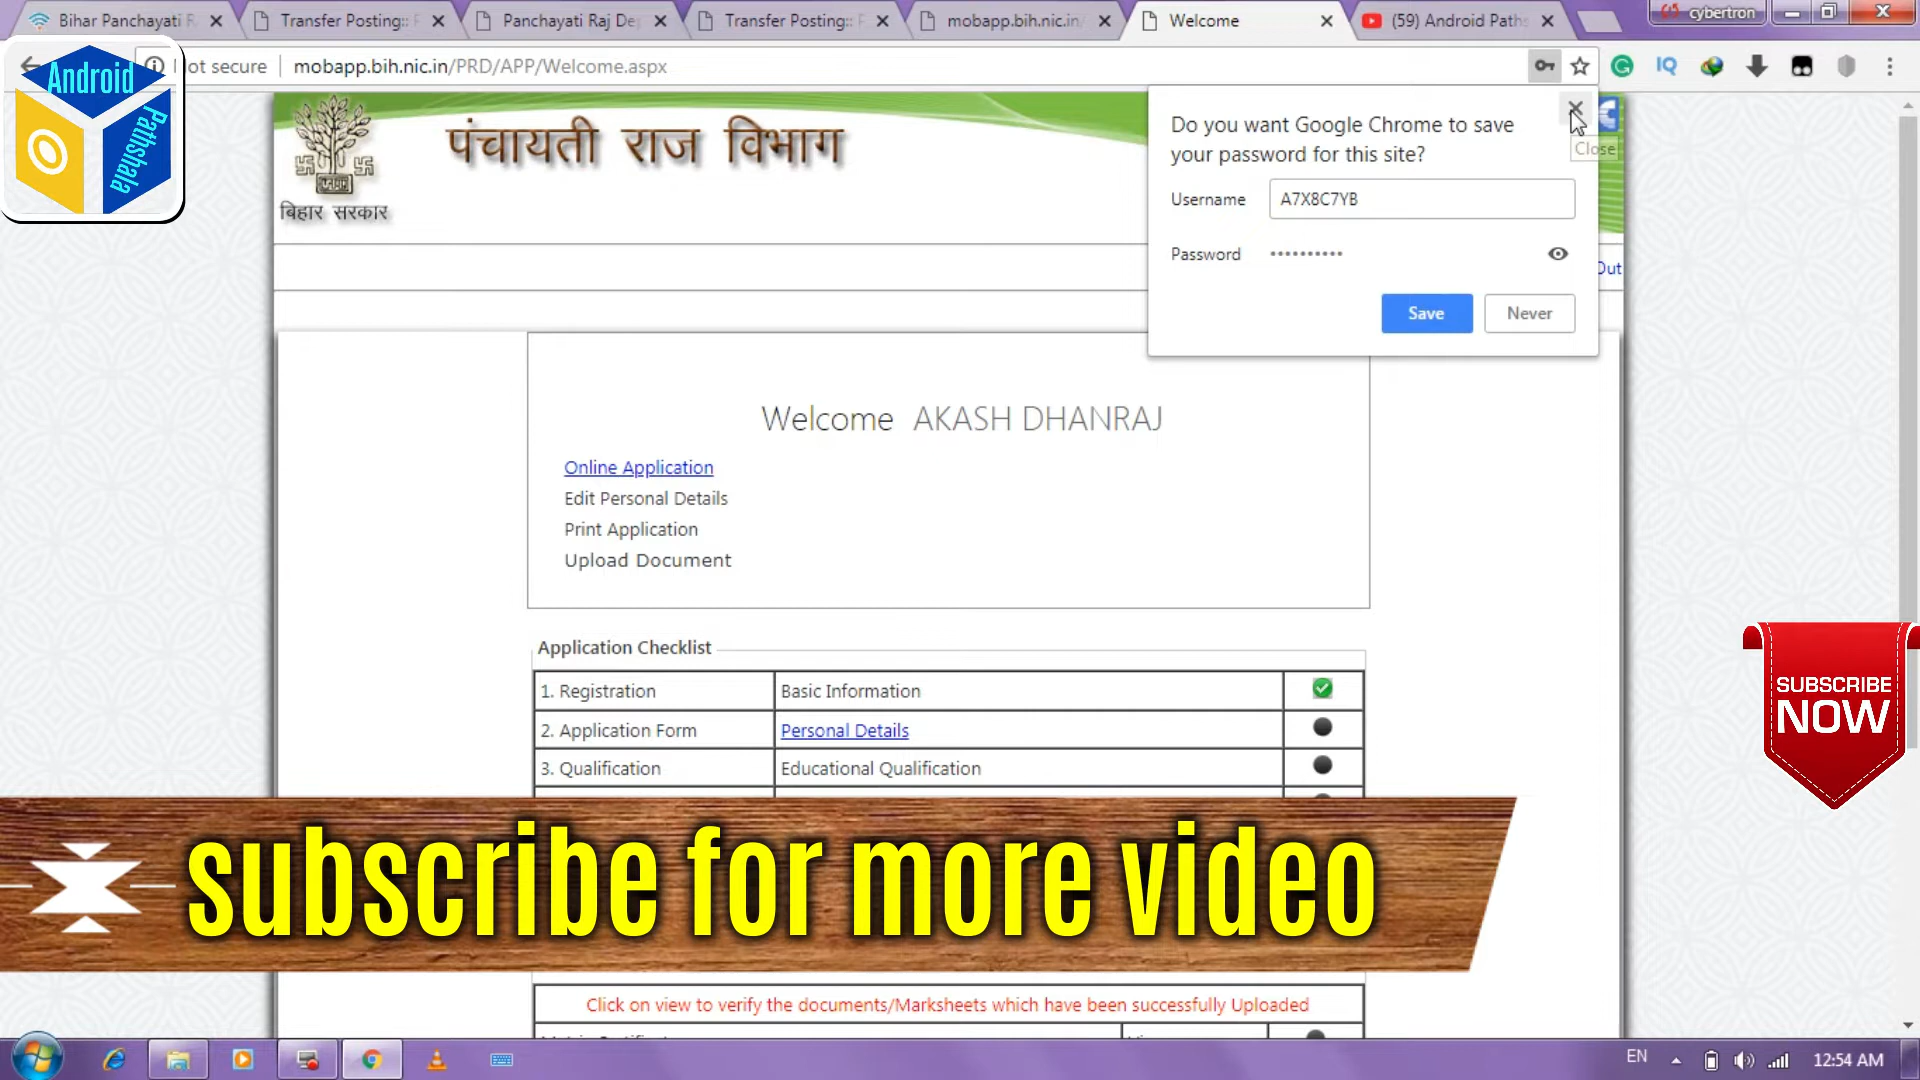 Bihar Panchayati R
Transfer Posting:: F
Panchayati Raj De
Transfer Posting:: F
mobapp.bih.nic.in/
Welcome
(59) Android Paths
cybertron
ot secure
mobapp.bih.nic.in/PRD/APP/Welcome.aspx
IQ
Android
Pathshala
पंचायती राज विभाग
बिहार सरकार
Do you want Google Chrome to save
your password for this site?
Close
Username A7X8C7YB
Password ••••••••••
Save Never
Out
Welcome AKASH DHANRAJ
Online Application
Edit Personal Details
Print Application
Upload Document
Application Checklist
1. Registration Basic Information
2. Application Form Personal Details
3. Qualification Educational Qualification
SUBSCRIBE
NOW
subscribe for more video
Click on view to verify the documents/Marksheets which have been successfully Uploaded
EN 12:54 AM